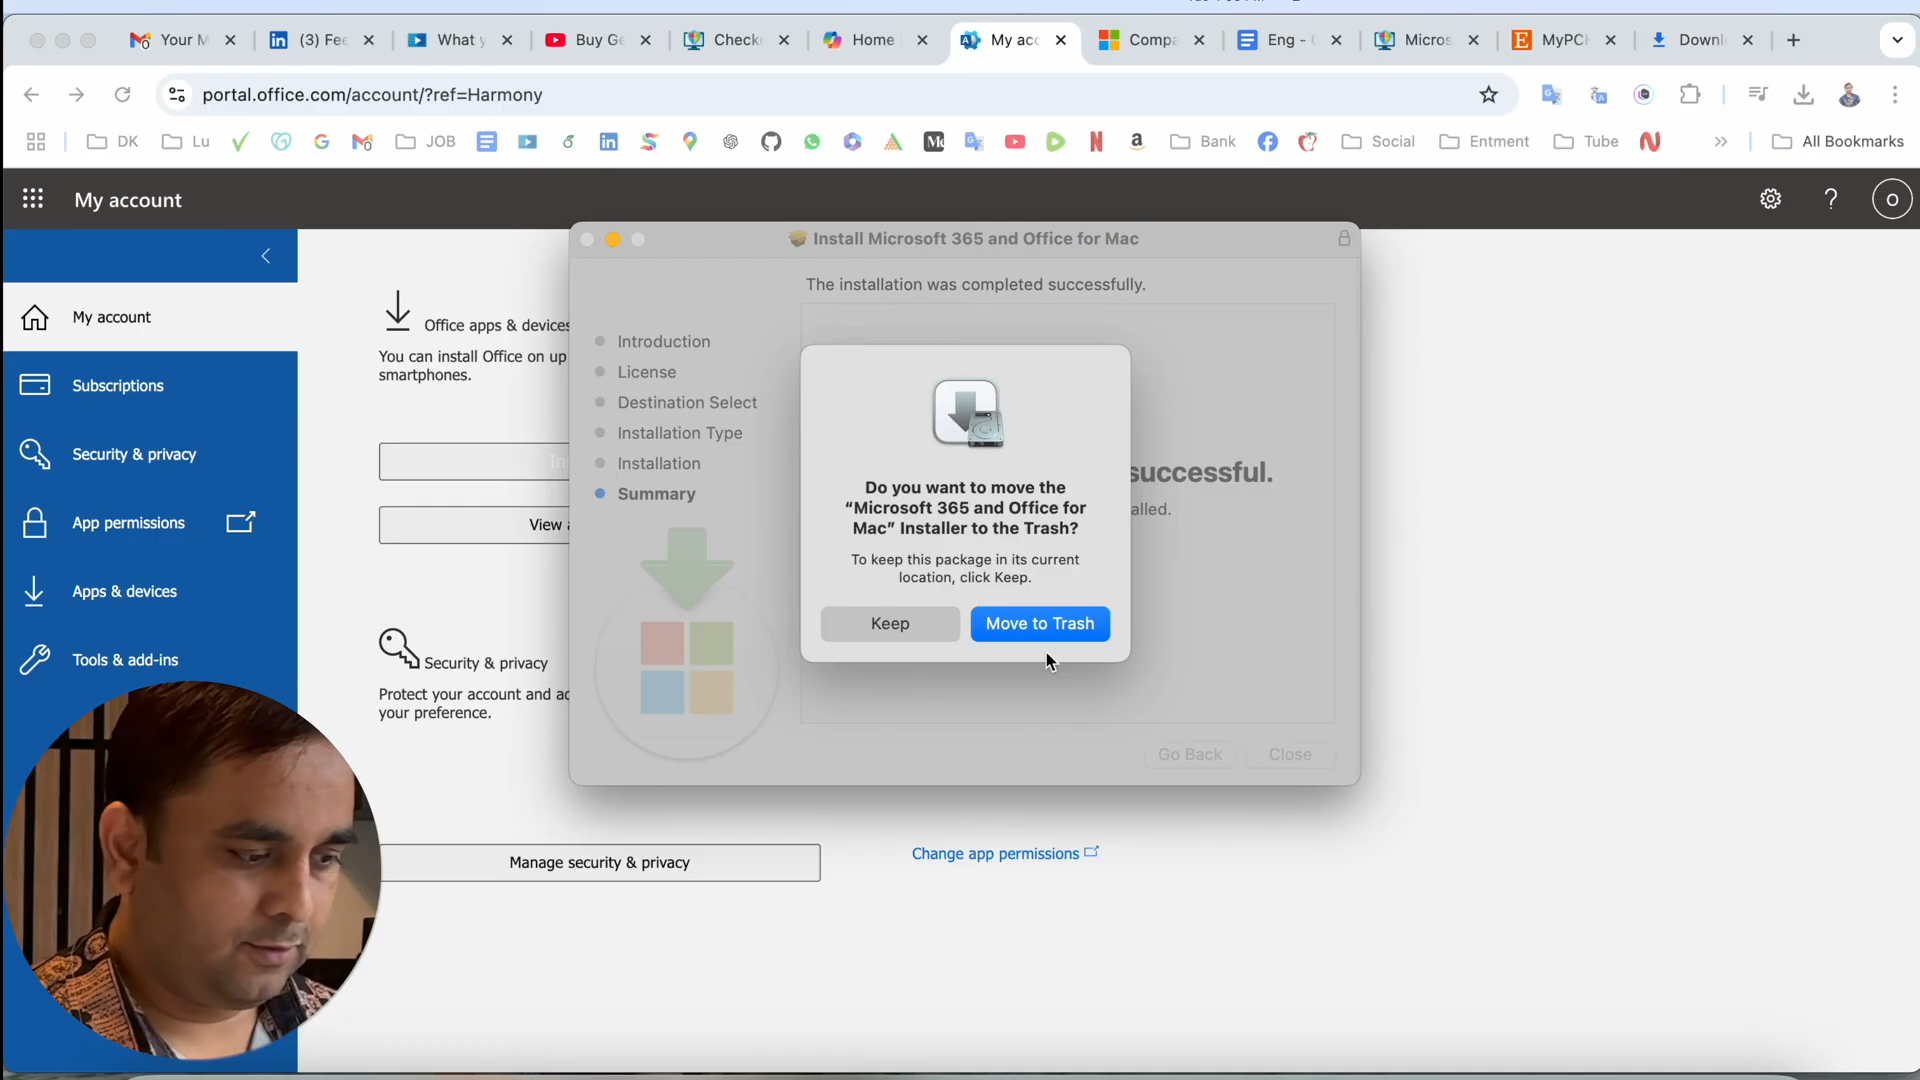 Your M
(3) Fee
What y
Buy Ge
Check
Home
My acc
Compa
Eng -
Micros
MyPCH
Downl
portal.office.com/account/?ref=Harmony
DK
Lu
JOB
Bank
Social
Entment
Tube
All Bookmarks
My account
O
Install Microsoft 365 and Office for Mac
The installation was completed successfully.
My account
Subscriptions
Security & privacy
App permissions
Apps & devices
Tools & add-ins
Office apps & devices
You can install Office on up
smartphones.
View a
Security & privacy
Protect your account and ad
your preference.
Manage security & privacy
Change app permissions
Introduction
License
Destination Select
Installation Type
Installation
Summary
successful.
alled.
Do you want to move the
“Microsoft 365 and Office for
Mac” Installer to the Trash?
To keep this package in its current
location, click Keep.
Keep
Move to Trash
Go Back
Close